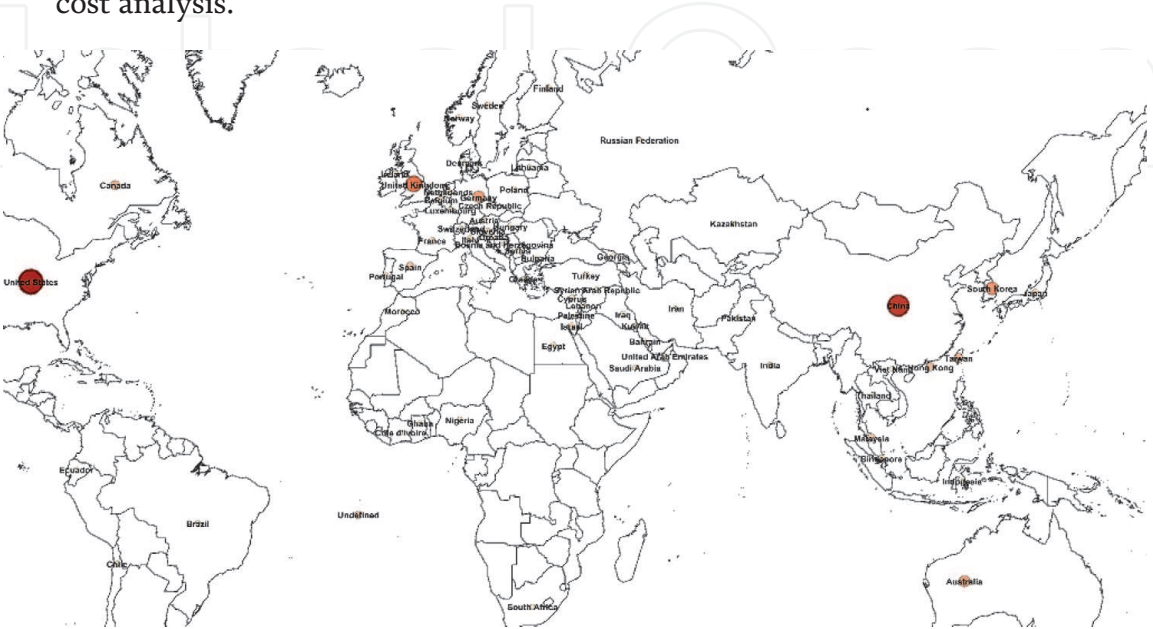 cost analysis.
Finland
Sweden
Norway
Russian Federation
Denmark
Lithuania
Ireland
United Kingdom
Canada
Netherlands
Poland
Belgium
Germany
Czech Republic
Luxembourg
Austria
Kazakhstan
Switzerland
Hungary
France
Italy
Bosnia and Herzegovina
Bulgaria
Georgia
Spain
Portugal
Turkey
United States
South Korea
Japan
Syrian Arab Republic
Cyprus
Lebanon
China
Morocco
Iran
Palestine
Iraq
Pakistan
Israel
Kuwait
Egypt
Bahrain
United Arab Emirates
Taiwan
Saudi Arabia
India
Viet Nam
Hong Kong
Thailand
Ghana
Nigeria
Cote d'Ivoire
Malaysia
Singapore
Ecuador
Indonesia
Undefined
Brazil
Chile
Australia
South Africa